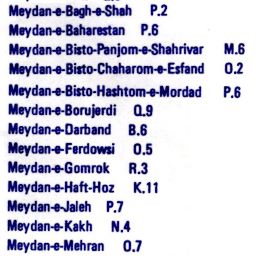 Meydan-e-Bagh-e-Shah P.2
Meydan-e-Baharestan P.6
Meydan-e-Bisto-Panjom-e-Shahrivar M.6
Meydan-e-Bisto-Chaharom-e-Esfand O.2
Meydan-e-Bisto-Hashtom-e-Mordad P.6
Meydan-e-Borujerdi Q.9
Meydan-e-Darband B.6
Meydan-e-Ferdowsi O.5
Meydan-e-Gomrok R.3
Meydan-e-Haft-Hoz K.11
Meydan-e-Jaleh P.7
Meydan-e-Kakh N.4
Meydan-e-Mehran O.7